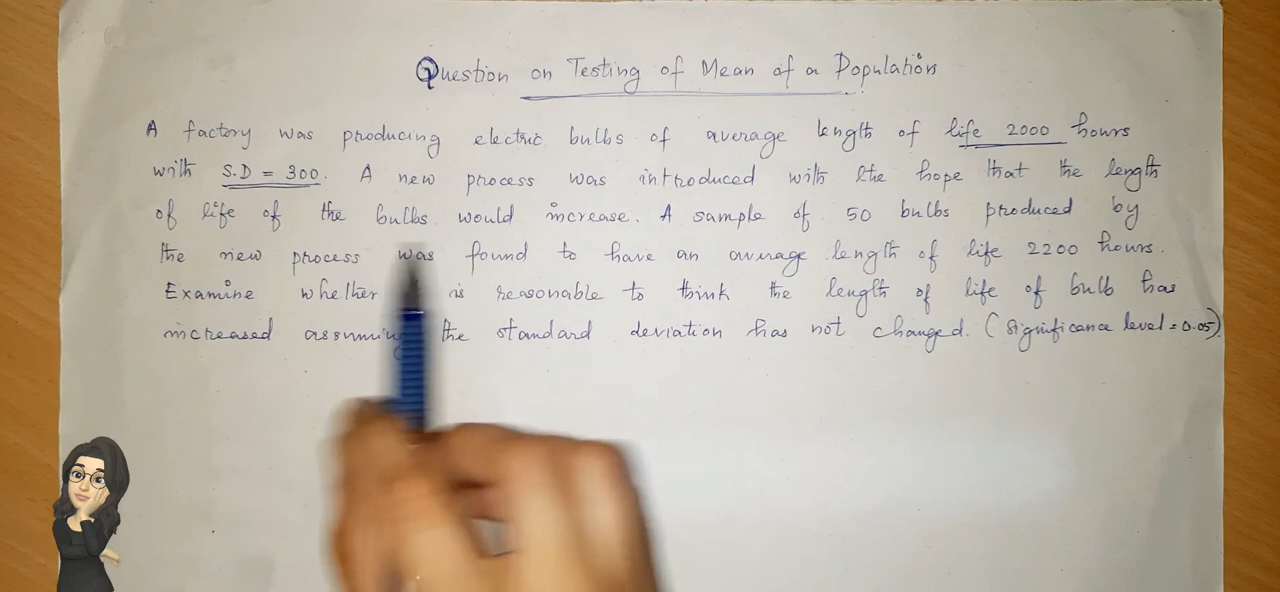 Question on Testing of Mean of a Population
A factory was producing electric bulbs of average length of life 2000 hours
with S.D = 300. A new process was introduced with the hope that the length
of life of the bulbs would increase. A sample of 50 bulbs produced by
the new process was found to have an average length of life 2200 hours.
Examine whether is reasonable to think the length of life of bulb has
increased assuming the standard deviation has not changed. (Significance level = 0.05)